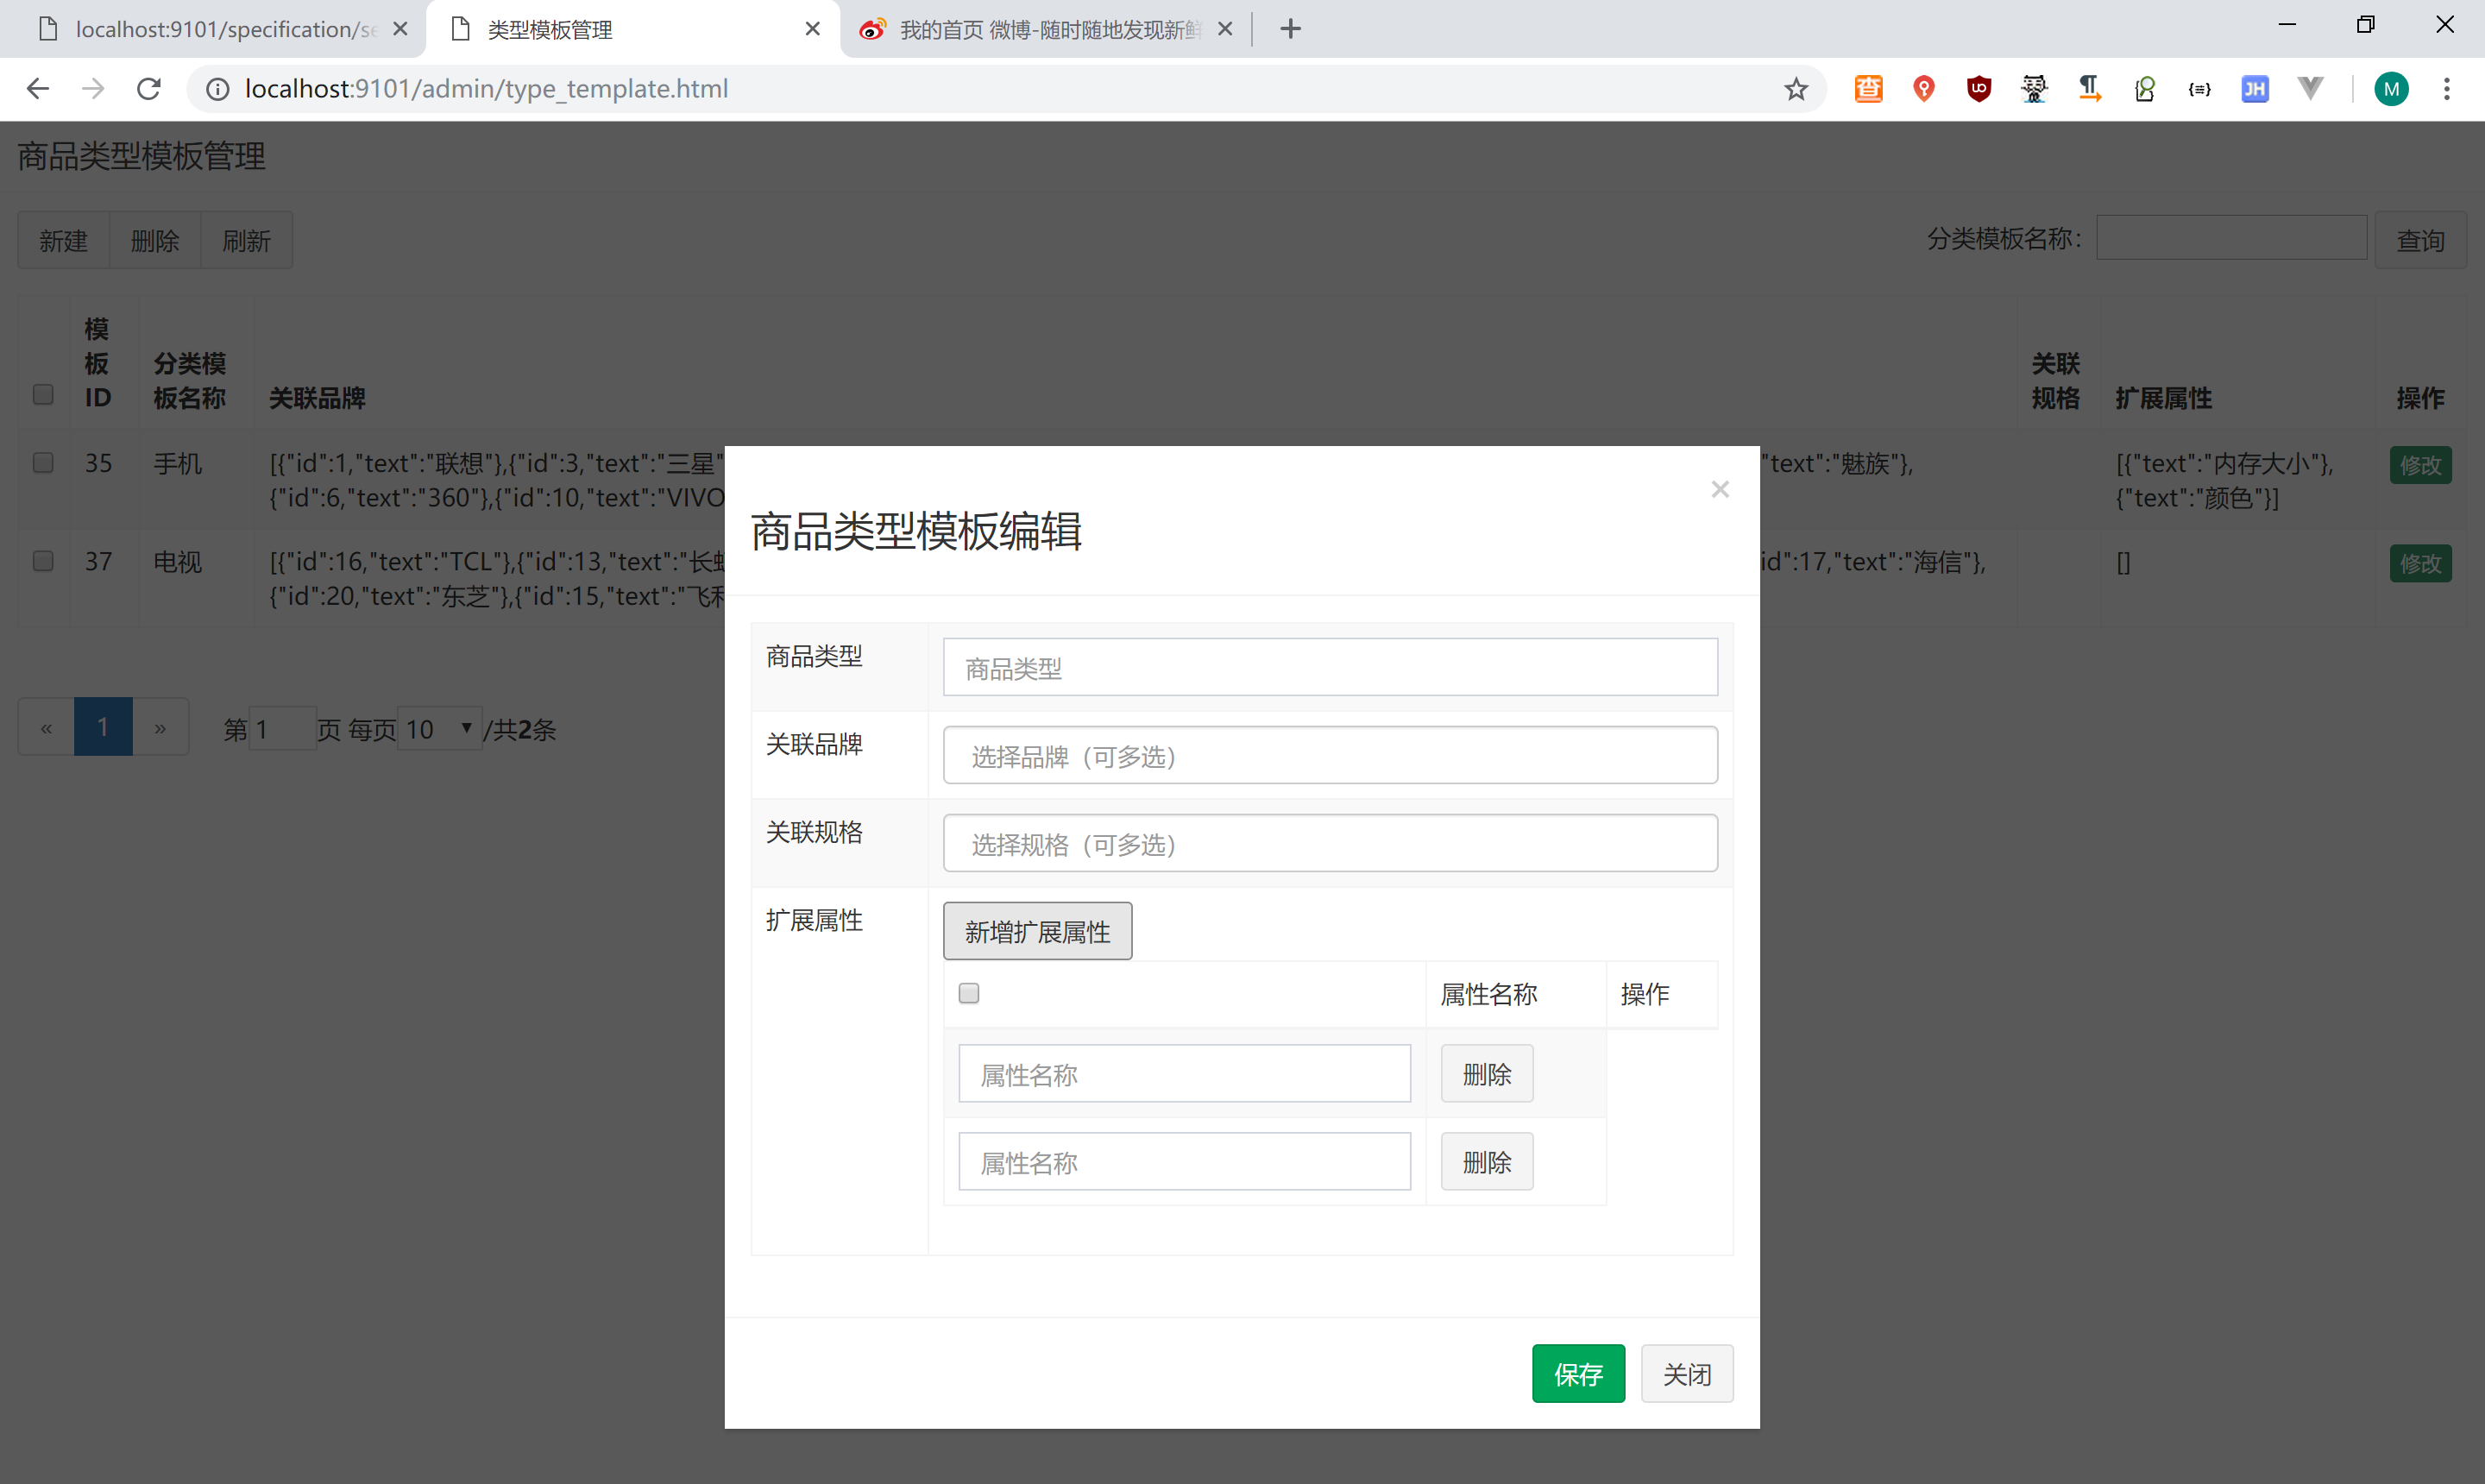 localhost:9101/specification/se
类型模板管理
我的首页 微博-随时随地发现新鲜
localhost:9101/admin/type_template.html
JH
M
商品类型模板管理
新建 删除 刷新
分类模板名称： 查询
模板ID 分类模板名称 关联品牌 关联规格 扩展属性 操作
35 手机 [{"id":1,"text":"联想"},{"id":3,"text":"三星" "text":"魅族"}, [{"text":"内存大小"}, 修改
{"id":6,"text":"360"},{"id":10,"text":"VIVO {"text":"颜色"}]
37 电视 [{"id":16,"text":"TCL"},{"id":13,"text":"长虹 id":17,"text":"海信"}, [] 修改
{"id":20,"text":"东芝"},{"id":15,"text":"飞利
« 1 » 第 1 页 每页 10 /共2条
×
商品类型模板编辑
商品类型 商品类型
关联品牌 选择品牌（可多选）
关联规格 选择规格（可多选）
扩展属性 新增扩展属性
属性名称 操作
属性名称 删除
属性名称 删除
保存 关闭